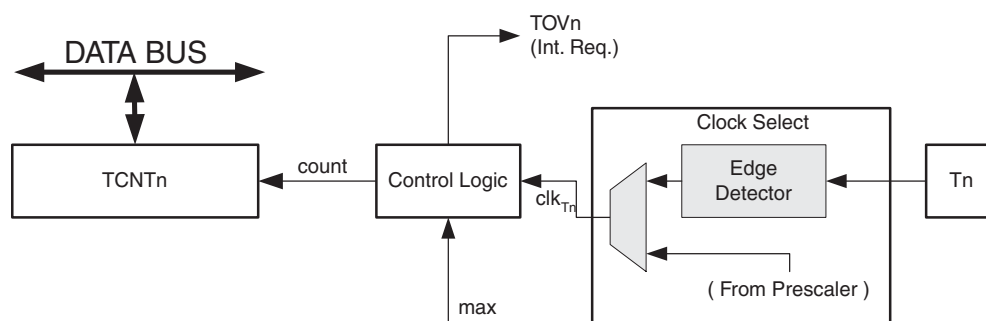 TOVn
(Int. Req.)
DATA BUS
Clock Select
TCNTn
count
Control Logic
clkTn
Edge
Detector
Tn
( From Prescaler )
max